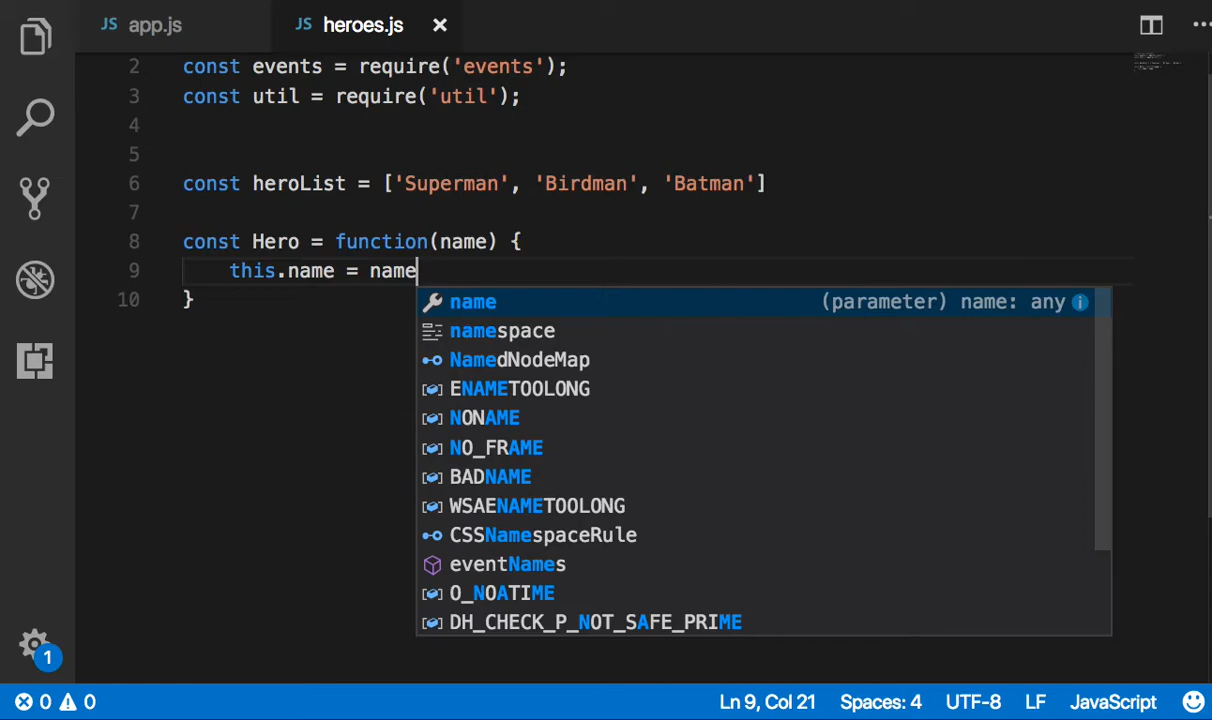 JS app.js JS heroes.js ×
2 const events = require('events');
3 const util = require('util');
4
5
6 const heroList = ['Superman', 'Birdman', 'Batman']
7
8 const Hero = function(name) {
9 this.name = name
10 }
name (parameter) name: any
namespace
NamedNodeMap
ENAMETOOLONG
NONAME
NO_FRAME
BADNAME
WSAENAMETOOLONG
CSSNamespaceRule
eventNames
O_NOATIME
DH_CHECK_P_NOT_SAFE_PRIME
1
0 0 Ln 9, Col 21 Spaces: 4 UTF-8 LF JavaScript